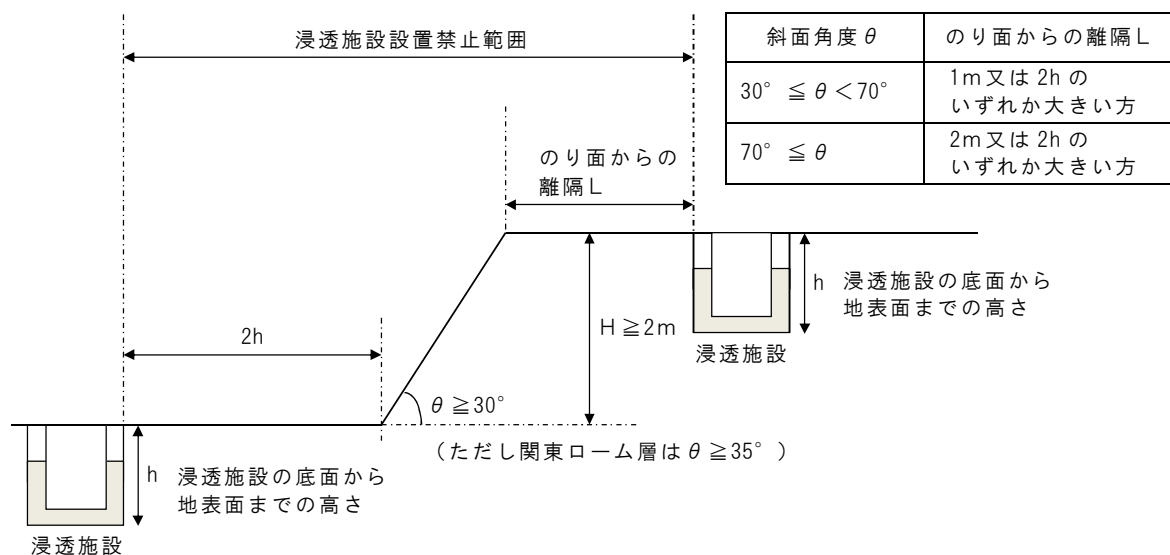 浸透施設設置禁止範囲
斜面角度θ
のり面からの離隔L
30°≦θ<70°
1m又は2hの
いずれか大きい方
70°≦θ
2m又は2hの
いずれか大きい方
のり面からの
離隔L
h 浸透施設の底面から
地表面までの高さ
H≧2m
浸透施設
2h
θ≧30°
(ただし関東ローム層はθ≧35°)
h 浸透施設の底面から
地表面までの高さ
浸透施設